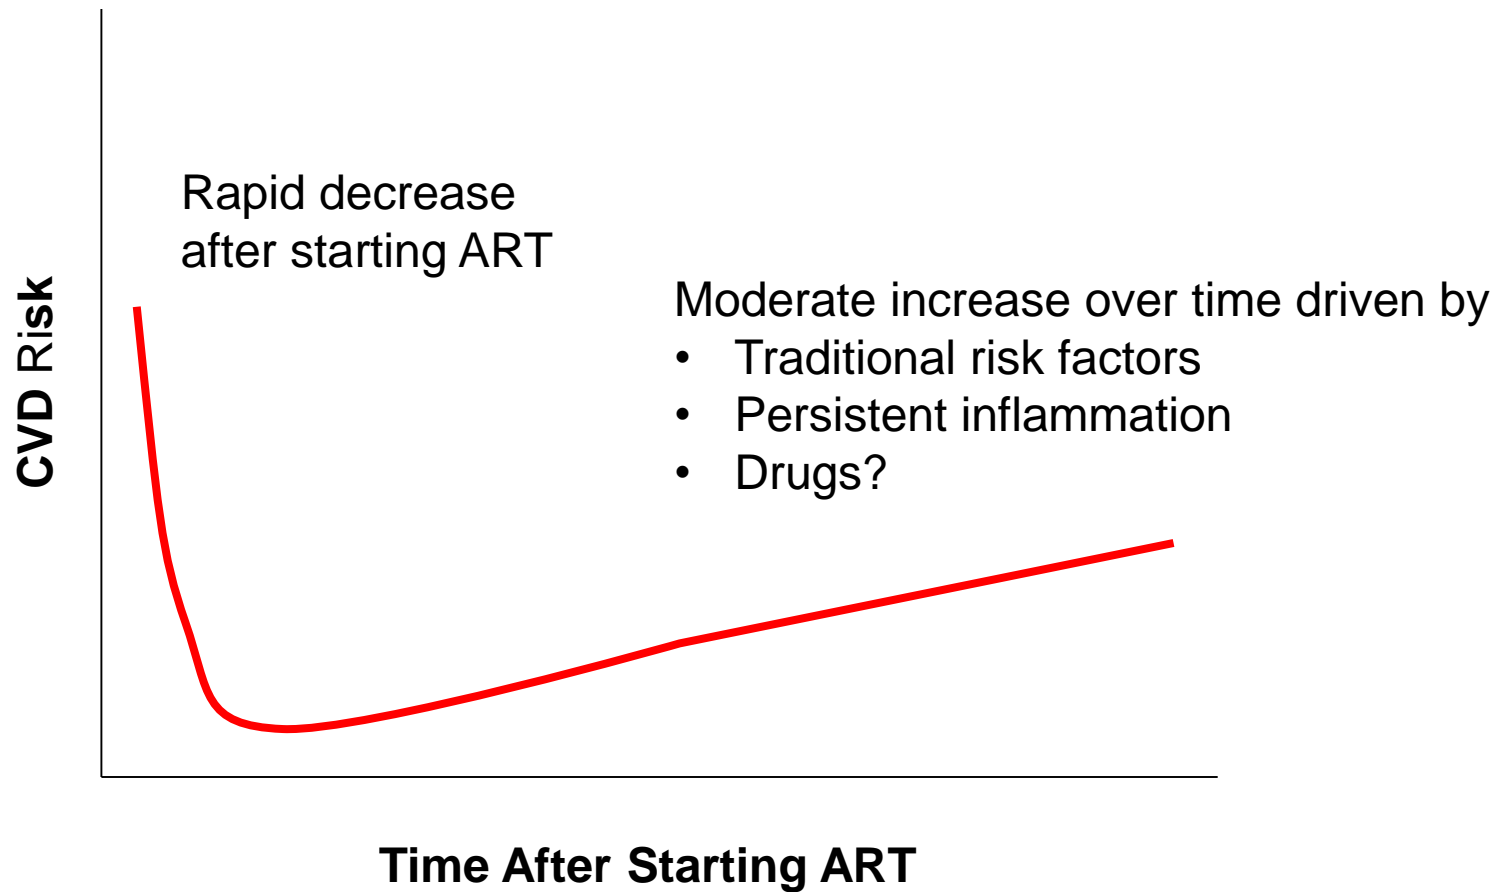 Rapid decrease
after starting ART
Moderate increase over time driven by
• Traditional risk factors
• Persistent inflammation
• Drugs?
CVD Risk
Time After Starting ART